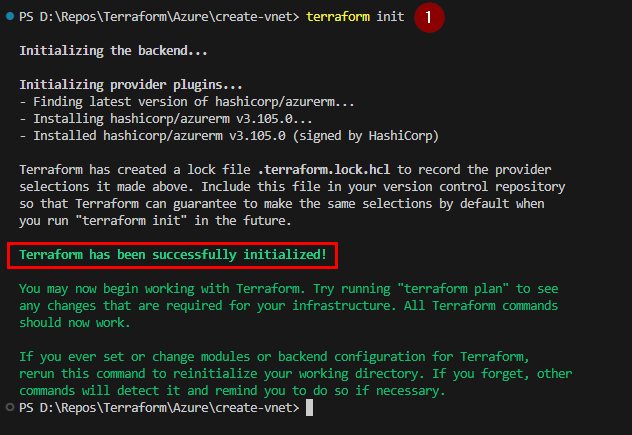 PS D:\Repos\Terraform\Azure\create-vnet> terraform init 1
Initializing the backend...
Initializing provider plugins...
- Finding latest version of hashicorp/azurerm...
- Installing hashicorp/azurerm v3.105.0...
- Installed hashicorp/azurerm v3.105.0 (signed by HashiCorp)
Terraform has created a lock file .terraform.lock.hcl to record the provider
selections it made above. Include this file in your version control repository
so that Terraform can guarantee to make the same selections by default when
you run "terraform init" in the future.
Terraform has been successfully initialized!
You may now begin working with Terraform. Try running "terraform plan" to see
any changes that are required for your infrastructure. All Terraform commands
should now work.
If you ever set or change modules or backend configuration for Terraform,
rerun this command to reinitialize your working directory. If you forget, other
commands will detect it and remind you to do so if necessary.
PS D:\Repos\Terraform\Azure\create-vnet>